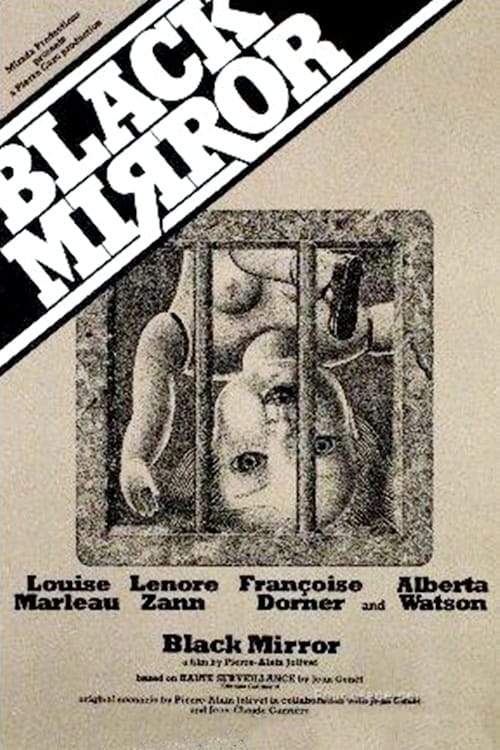 Mirada Productions
presents
a Pierre Gauf production
BLACK
MIRROR
Louise Lenore Françoise Alberta
Marleau Zann Dorner and Watson
Black Mirror
a film by Pierre-Alain Jolivet
based on HAUTE SURVEILLANCE by Jean Genêt
original scenario by Pierre-Alain Jolivet in collaboration with Jean Genêt
and Jean-Claude Carrière